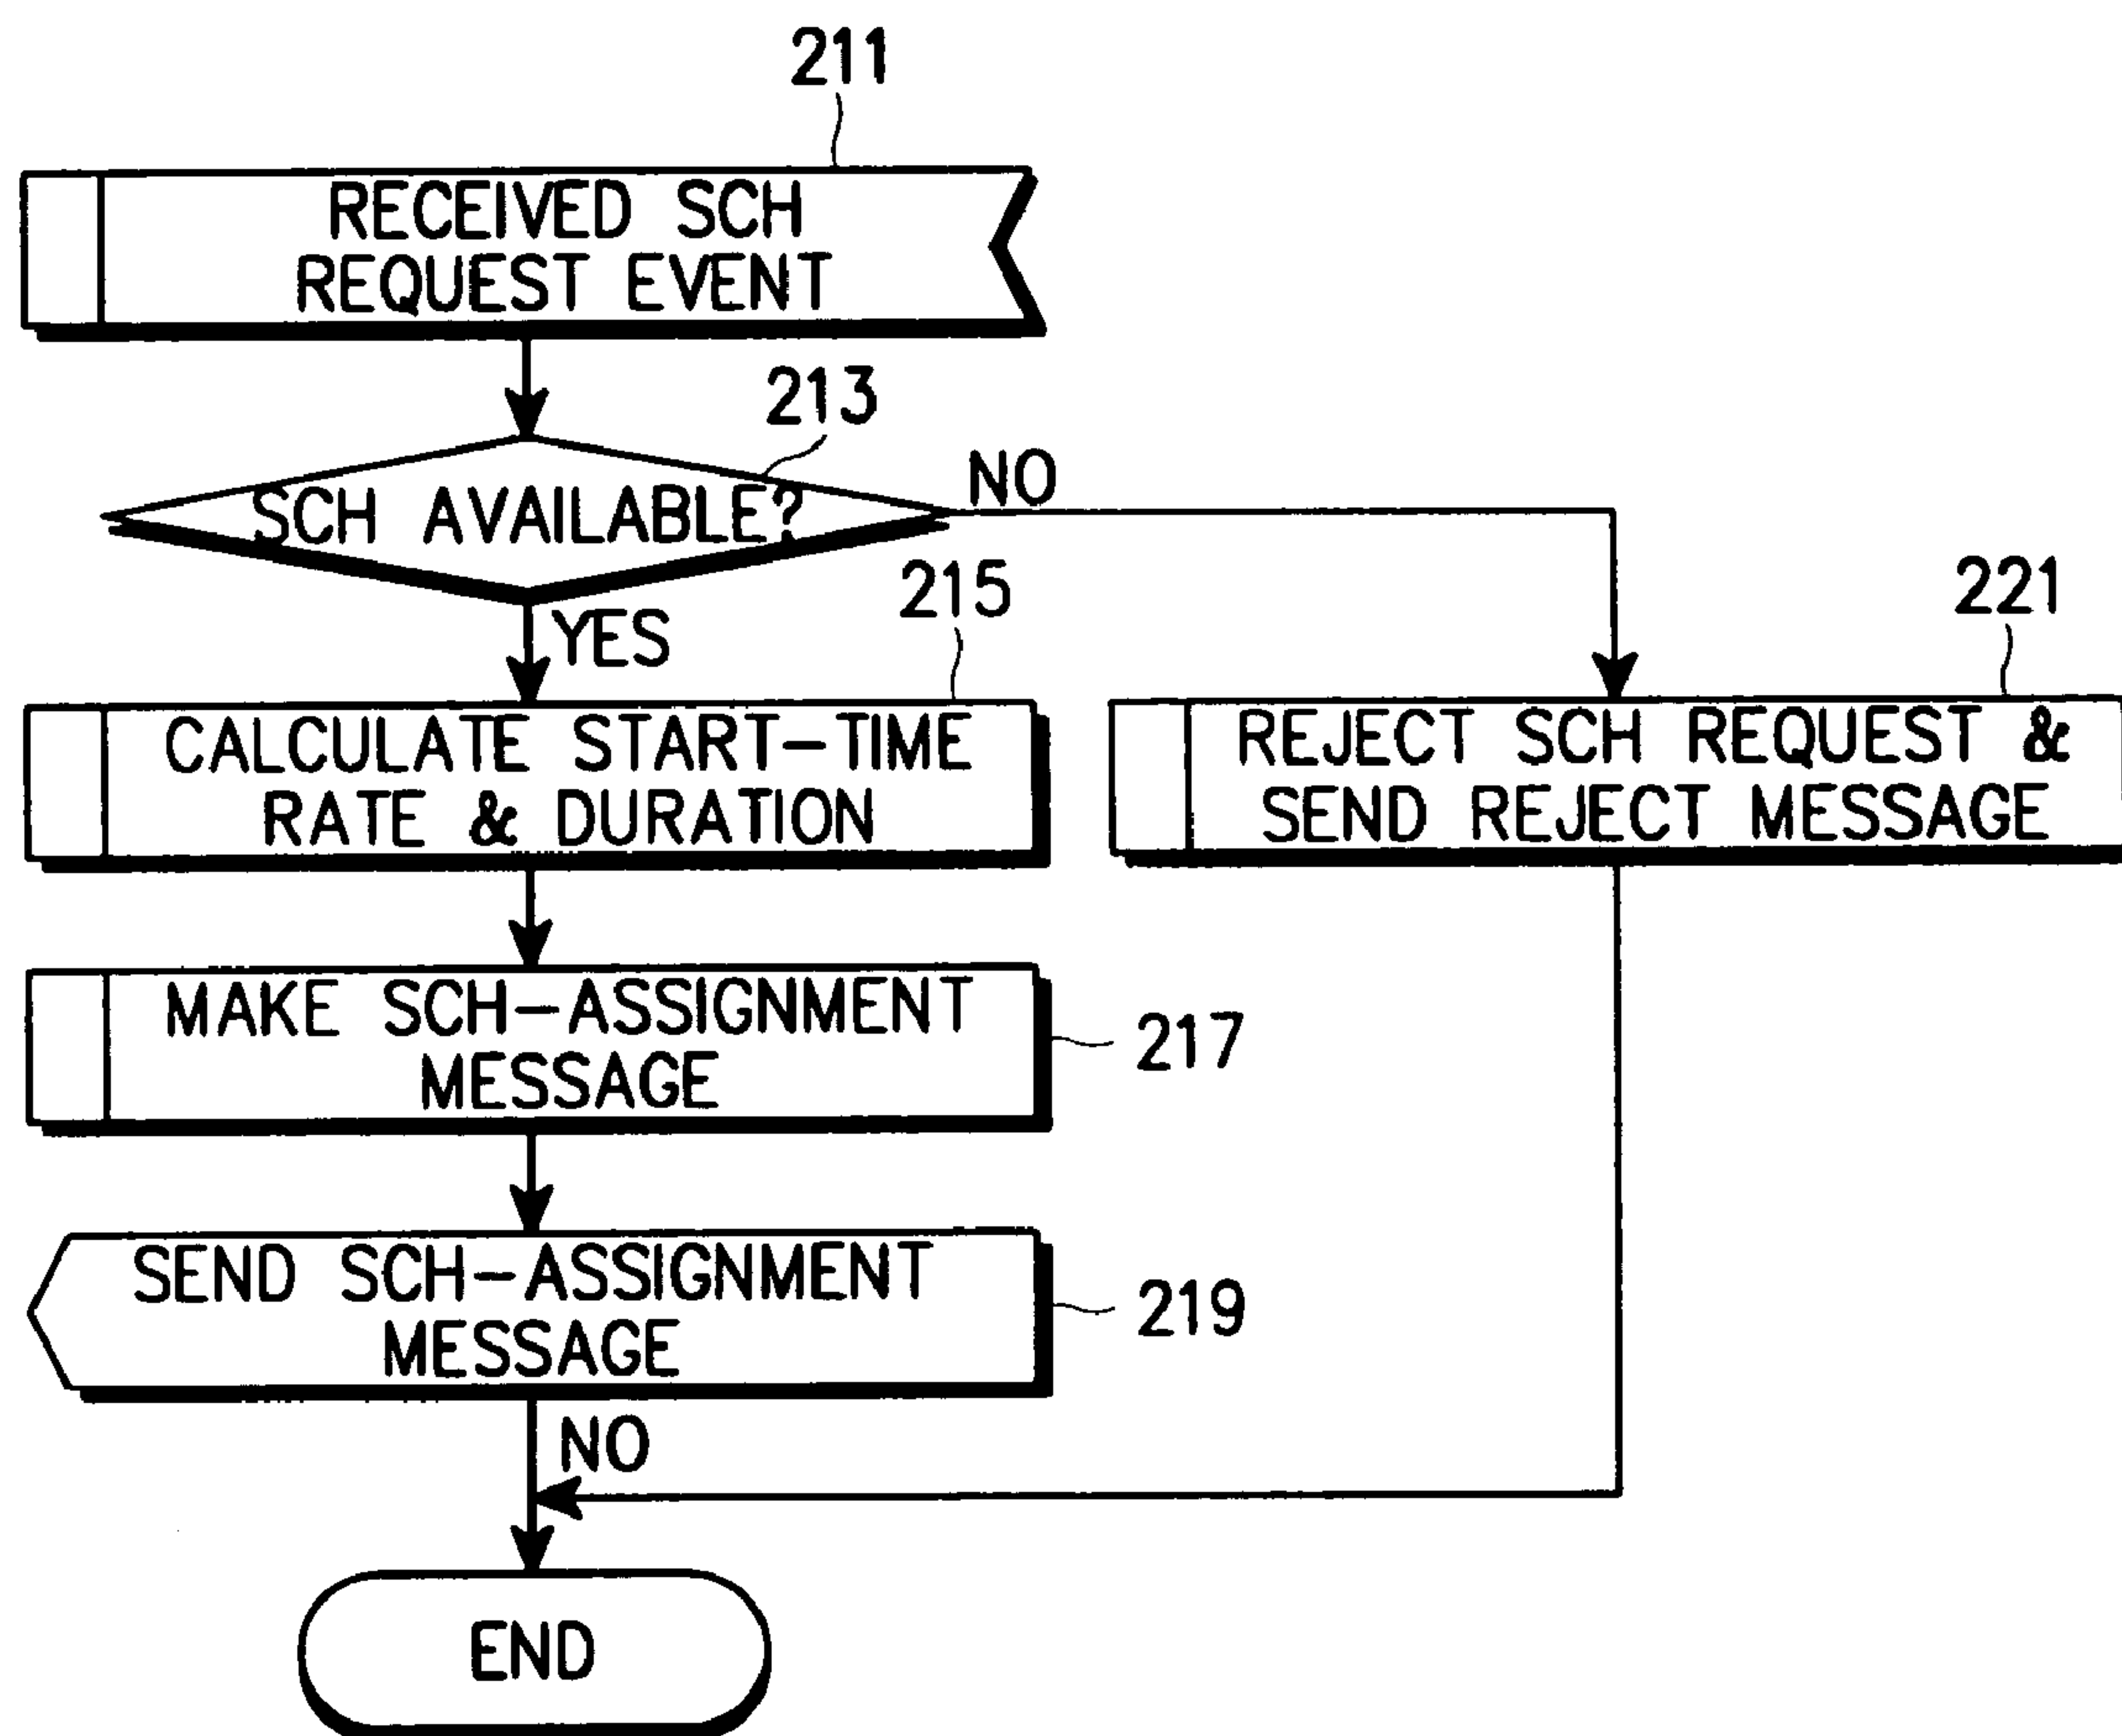 211
RECEIVED SCH
REQUEST EVENT
213
SCH AVAILABLE?
NO
YES
215
CALCULATE START-TIME
RATE & DURATION
221
REJECT SCH REQUEST &
SEND REJECT MESSAGE
MAKE SCH-ASSIGNMENT
MESSAGE
217
SEND SCH-ASSIGNMENT
MESSAGE
219
NO
END